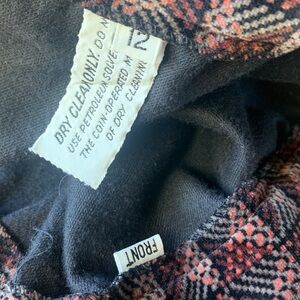 DRY CLEAN ONLY. DO N
USE PETROLEUM SOLVE
THE COIN-OPERATED M
OF DRY CLEANIN
12
FRONT